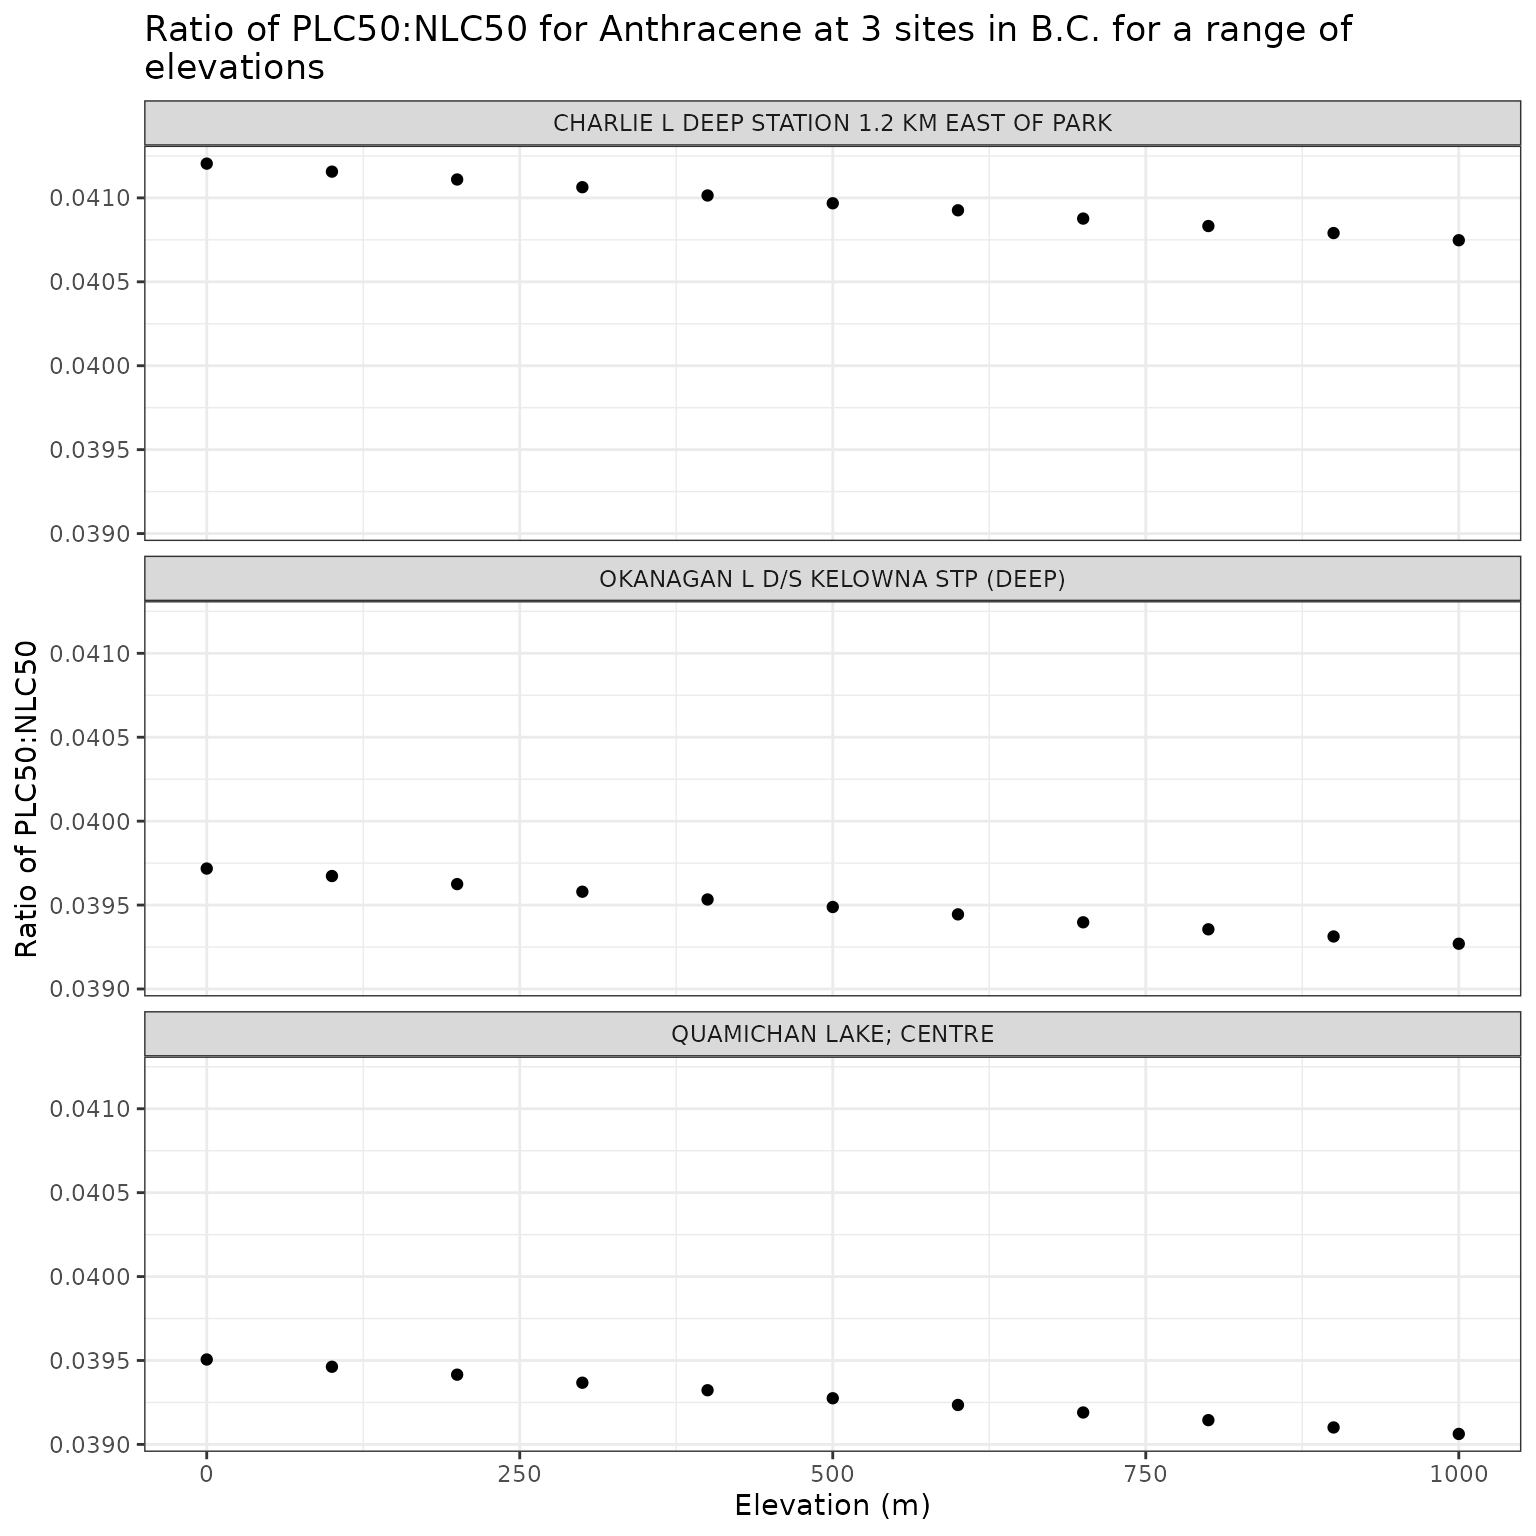 Ratio of PLC50:NLC50 for Anthracene at 3 sites in B.C. for a range of
elevations
CHARLIE L DEEP STATION 1.2 KM EAST OF PARK
0.0410
0.0405
0.0400
0.0395
0.0390
OKANAGAN L D/S KELOWNA STP (DEEP)
0.0410
0.0405
0.0400
0.0395
0.0390
Ratio of PLC50:NLC50
QUAMICHAN LAKE; CENTRE
0.0410
0.0405
0.0400
0.0395
0.0390
0 250 500 750 1000
Elevation (m)